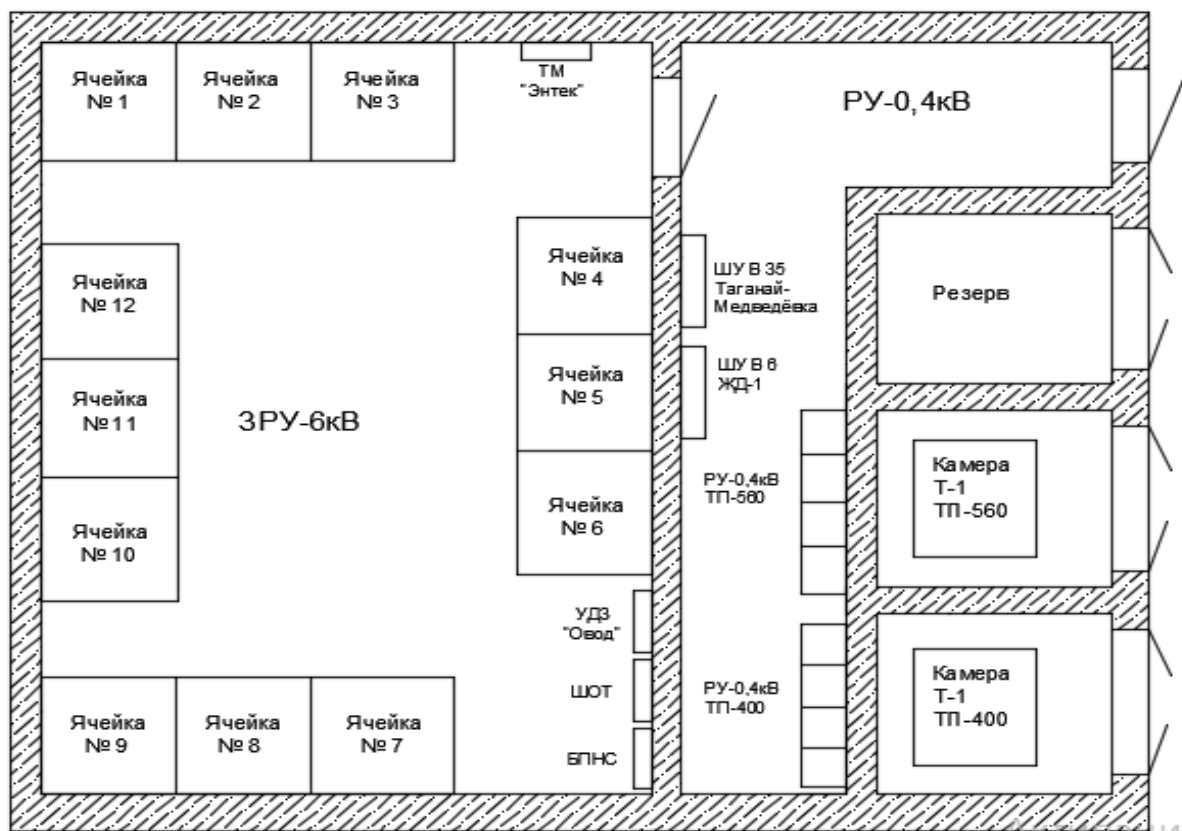 Ячейка
№ 1
Ячейка
№ 2
Ячейка
№ 3
ТМ
"Энтек"
РУ-0,4кВ
Ячейка
№ 4
ШУ В 35
Таганай-
Медведёвка
Резерв
Ячейка
№ 12
Ячейка
№ 5
ШУ В 6
ЖД-1
Ячейка
№ 11
ЗРУ-6кВ
Ячейка
№ 6
РУ-0,4кВ
ТП-560
Камера
Т-1
ТП-560
Ячейка
№ 10
УДЗ
"Овод"
ШОТ
РУ-0,4кВ
ТП-400
Камера
Т-1
ТП-400
Ячейка
№ 9
Ячейка
№ 8
Ячейка
№ 7
БПНС